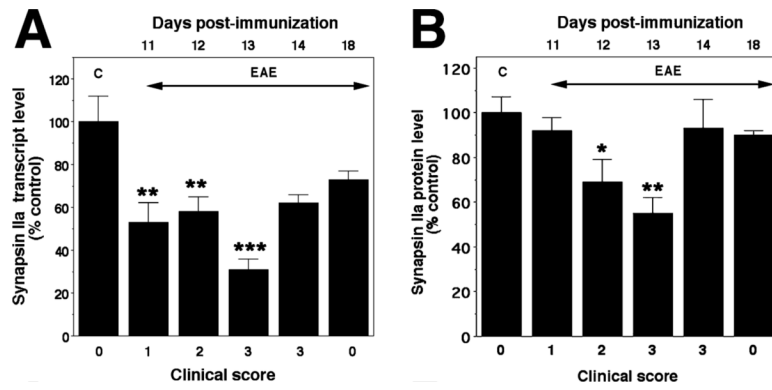 A
Days post-immunization
11 12 13 14 18
C
EAE
120
100
80
60
40
20
0
** ** ***
Synapsin IIa transcript level
(% control)
0 1 2 3 3 0
Clinical score
B
Days post-immunization
11 12 13 14 18
C
EAE
120
100
80
60
40
20
0
* **
Synapsin IIa protein level
(% control)
0 1 2 3 3 0
Clinical score